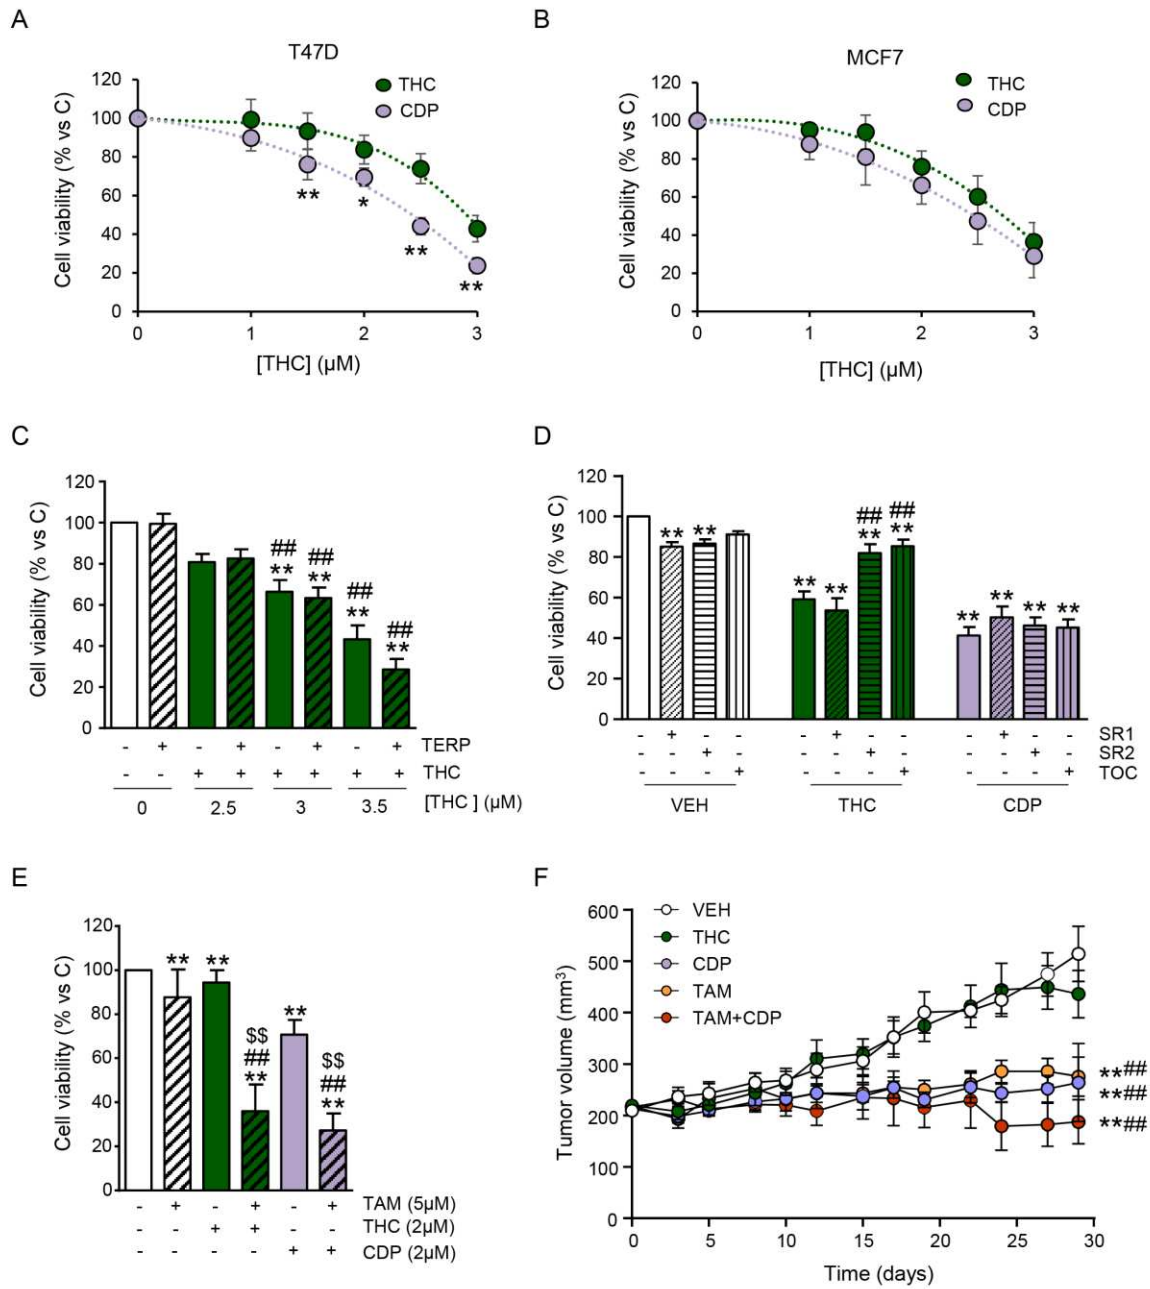 A
T47D
THC
CDP
Cell viability (% vs C)
120
100
80
60
40
20
0
**
*
**
**
0 1 2 3
[THC] (µM)
B
MCF7
THC
CDP
Cell viability (% vs C)
120
100
80
60
40
20
0
0 1 2 3
[THC] (µM)
C
Cell viability (% vs C)
120
100
80
60
40
20
0
## ## ## ##
** ** ** **
- + - + - + - + TERP
- - + + + + + + THC
0 2.5 3 3.5 [THC ] (µM)
D
Cell viability (% vs C)
120
100
80
60
40
20
0
** **
## ##
** ** ** **
** ** ** **
- + - - - + - - - + - - SR1
- - + - - - + - - - + - SR2
- - - + - - - + - - - + TOC
VEH THC CDP
E
Cell viability (% vs C)
120
100
80
60
40
20
0
** ** **
$$ $$
## ##
** **
- + - + - + TAM (5µM)
- - + + - - THC (2µM)
- - - - + + CDP (2µM)
F
VEH
THC
CDP
TAM
TAM+CDP
Tumor volume (mm³)
600
500
400
300
200
100
0
**##
**##
**##
0 5 10 15 20 25 30
Time (days)